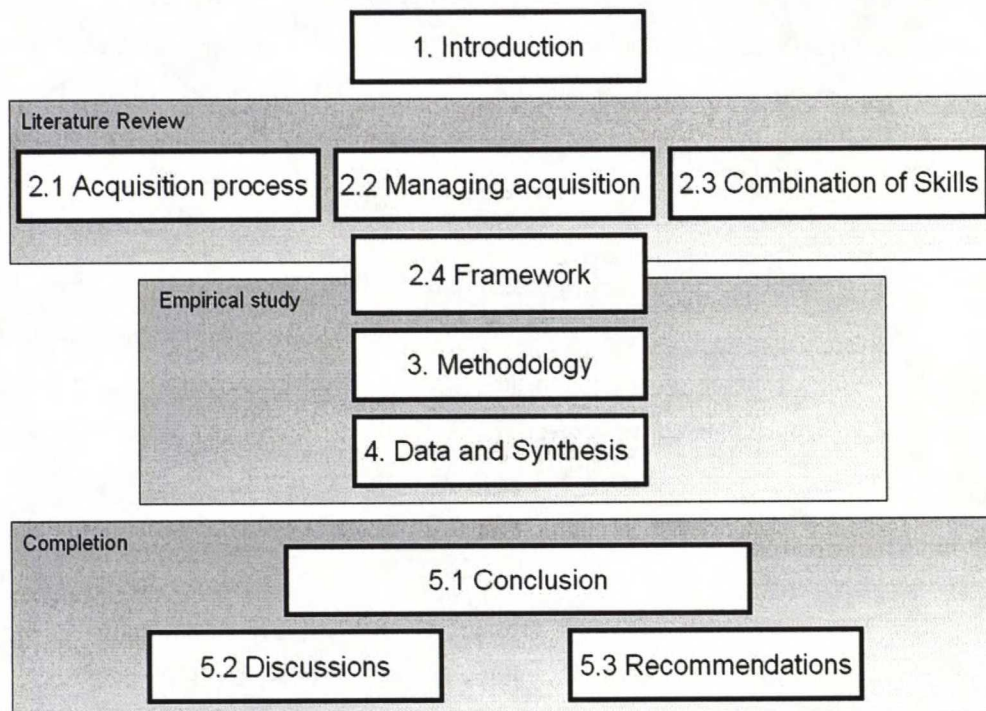 1. Introduction
Literature Review
2.1 Acquisition process
2.2 Managing acquisition
2.3 Combination of Skills
2.4 Framework
Empirical study
3. Methodology
4. Data and Synthesis
Completion
5.1 Conclusion
5.2 Discussions
5.3 Recommendations